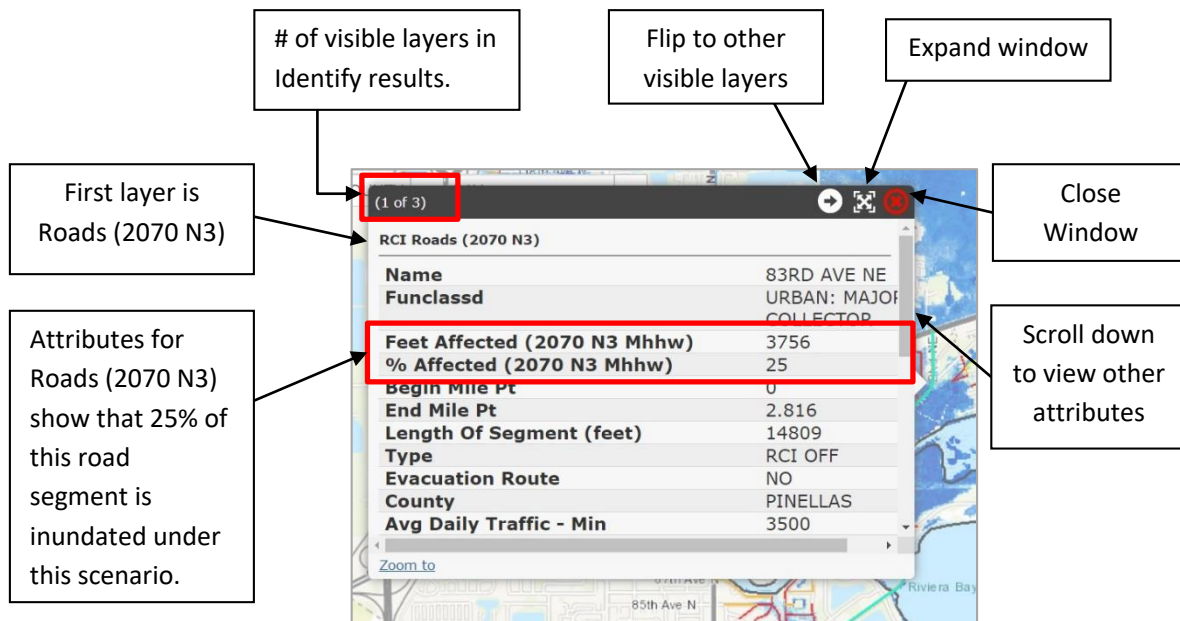 # of visible layers in
Identify results.
Flip to other
visible layers
Expand window
First layer is
Roads (2070 N3)
Close
Window
Attributes for
Roads (2070 N3)
show that 25% of
this road
segment is
inundated under
this scenario.
Scroll down
to view other
attributes
(1 of 3)
RCI Roads (2070 N3)
Name 83RD AVE NE
Funclassd URBAN: MAJOR
COLLECTOR
Feet Affected (2070 N3 Mhhw) 3756
% Affected (2070 N3 Mhhw) 25
Begin Mile Pt 0
End Mile Pt 2.816
Length Of Segment (feet) 14809
Type RCI OFF
Evacuation Route NO
County PINELLAS
Avg Daily Traffic - Min 3500
Zoom to
87th Ave N
85th Ave N
Riviera Bay